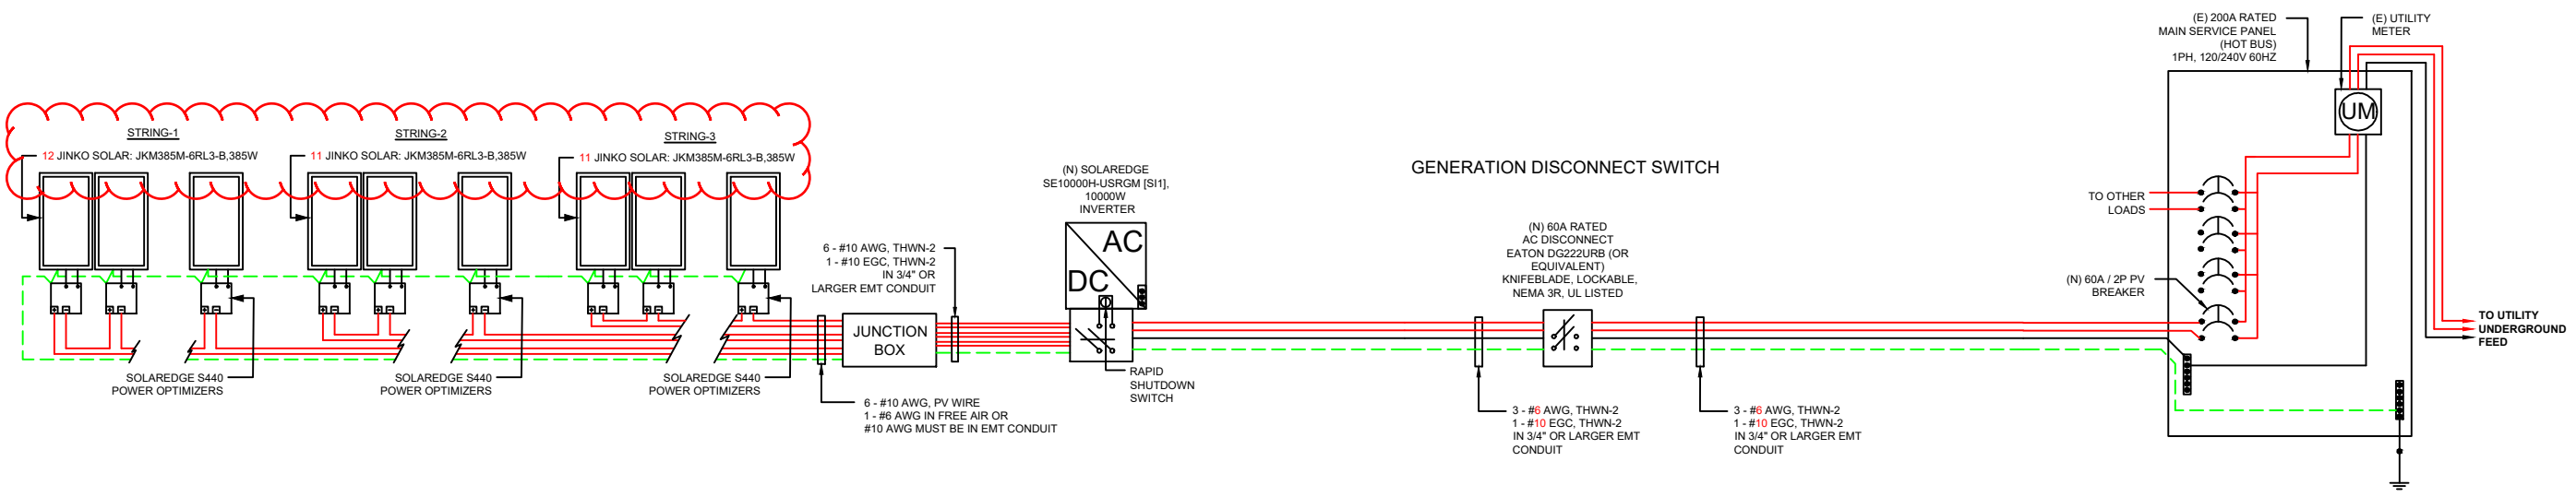 STRING-1
12 JINKO SOLAR: JKM385M-6RL3-B,385W
STRING-2
11 JINKO SOLAR: JKM385M-6RL3-B,385W
STRING-3
11 JINKO SOLAR: JKM385M-6RL3-B,385W
SOLAREDGE S440
POWER OPTIMIZERS
SOLAREDGE S440
POWER OPTIMIZERS
SOLAREDGE S440
POWER OPTIMIZERS
6 - #10 AWG, THWN-2
1 - #10 EGC, THWN-2
IN 3/4" OR
LARGER EMT CONDUIT
JUNCTION
BOX
6 - #10 AWG, PV WIRE
1 - #6 AWG IN FREE AIR OR
#10 AWG MUST BE IN EMT CONDUIT
(N) SOLAREDGE
SE10000H-USRGM [SI1],
10000W
INVERTER
AC
DC
RAPID
SHUTDOWN
SWITCH
GENERATION DISCONNECT SWITCH
(N) 60A RATED
AC DISCONNECT
EATON DG222URB (OR
EQUIVALENT)
KNIFEBLADE, LOCKABLE,
NEMA 3R, UL LISTED
3 - #6 AWG, THWN-2
1 - #10 EGC, THWN-2
IN 3/4" OR LARGER EMT
CONDUIT
3 - #6 AWG, THWN-2
1 - #10 EGC, THWN-2
IN 3/4" OR LARGER EMT
CONDUIT
(E) 200A RATED
MAIN SERVICE PANEL
(HOT BUS)
1PH, 120/240V 60HZ
(E) UTILITY
METER
UM
TO OTHER
LOADS
(N) 60A / 2P PV
BREAKER
TO UTILITY
UNDERGROUND
FEED